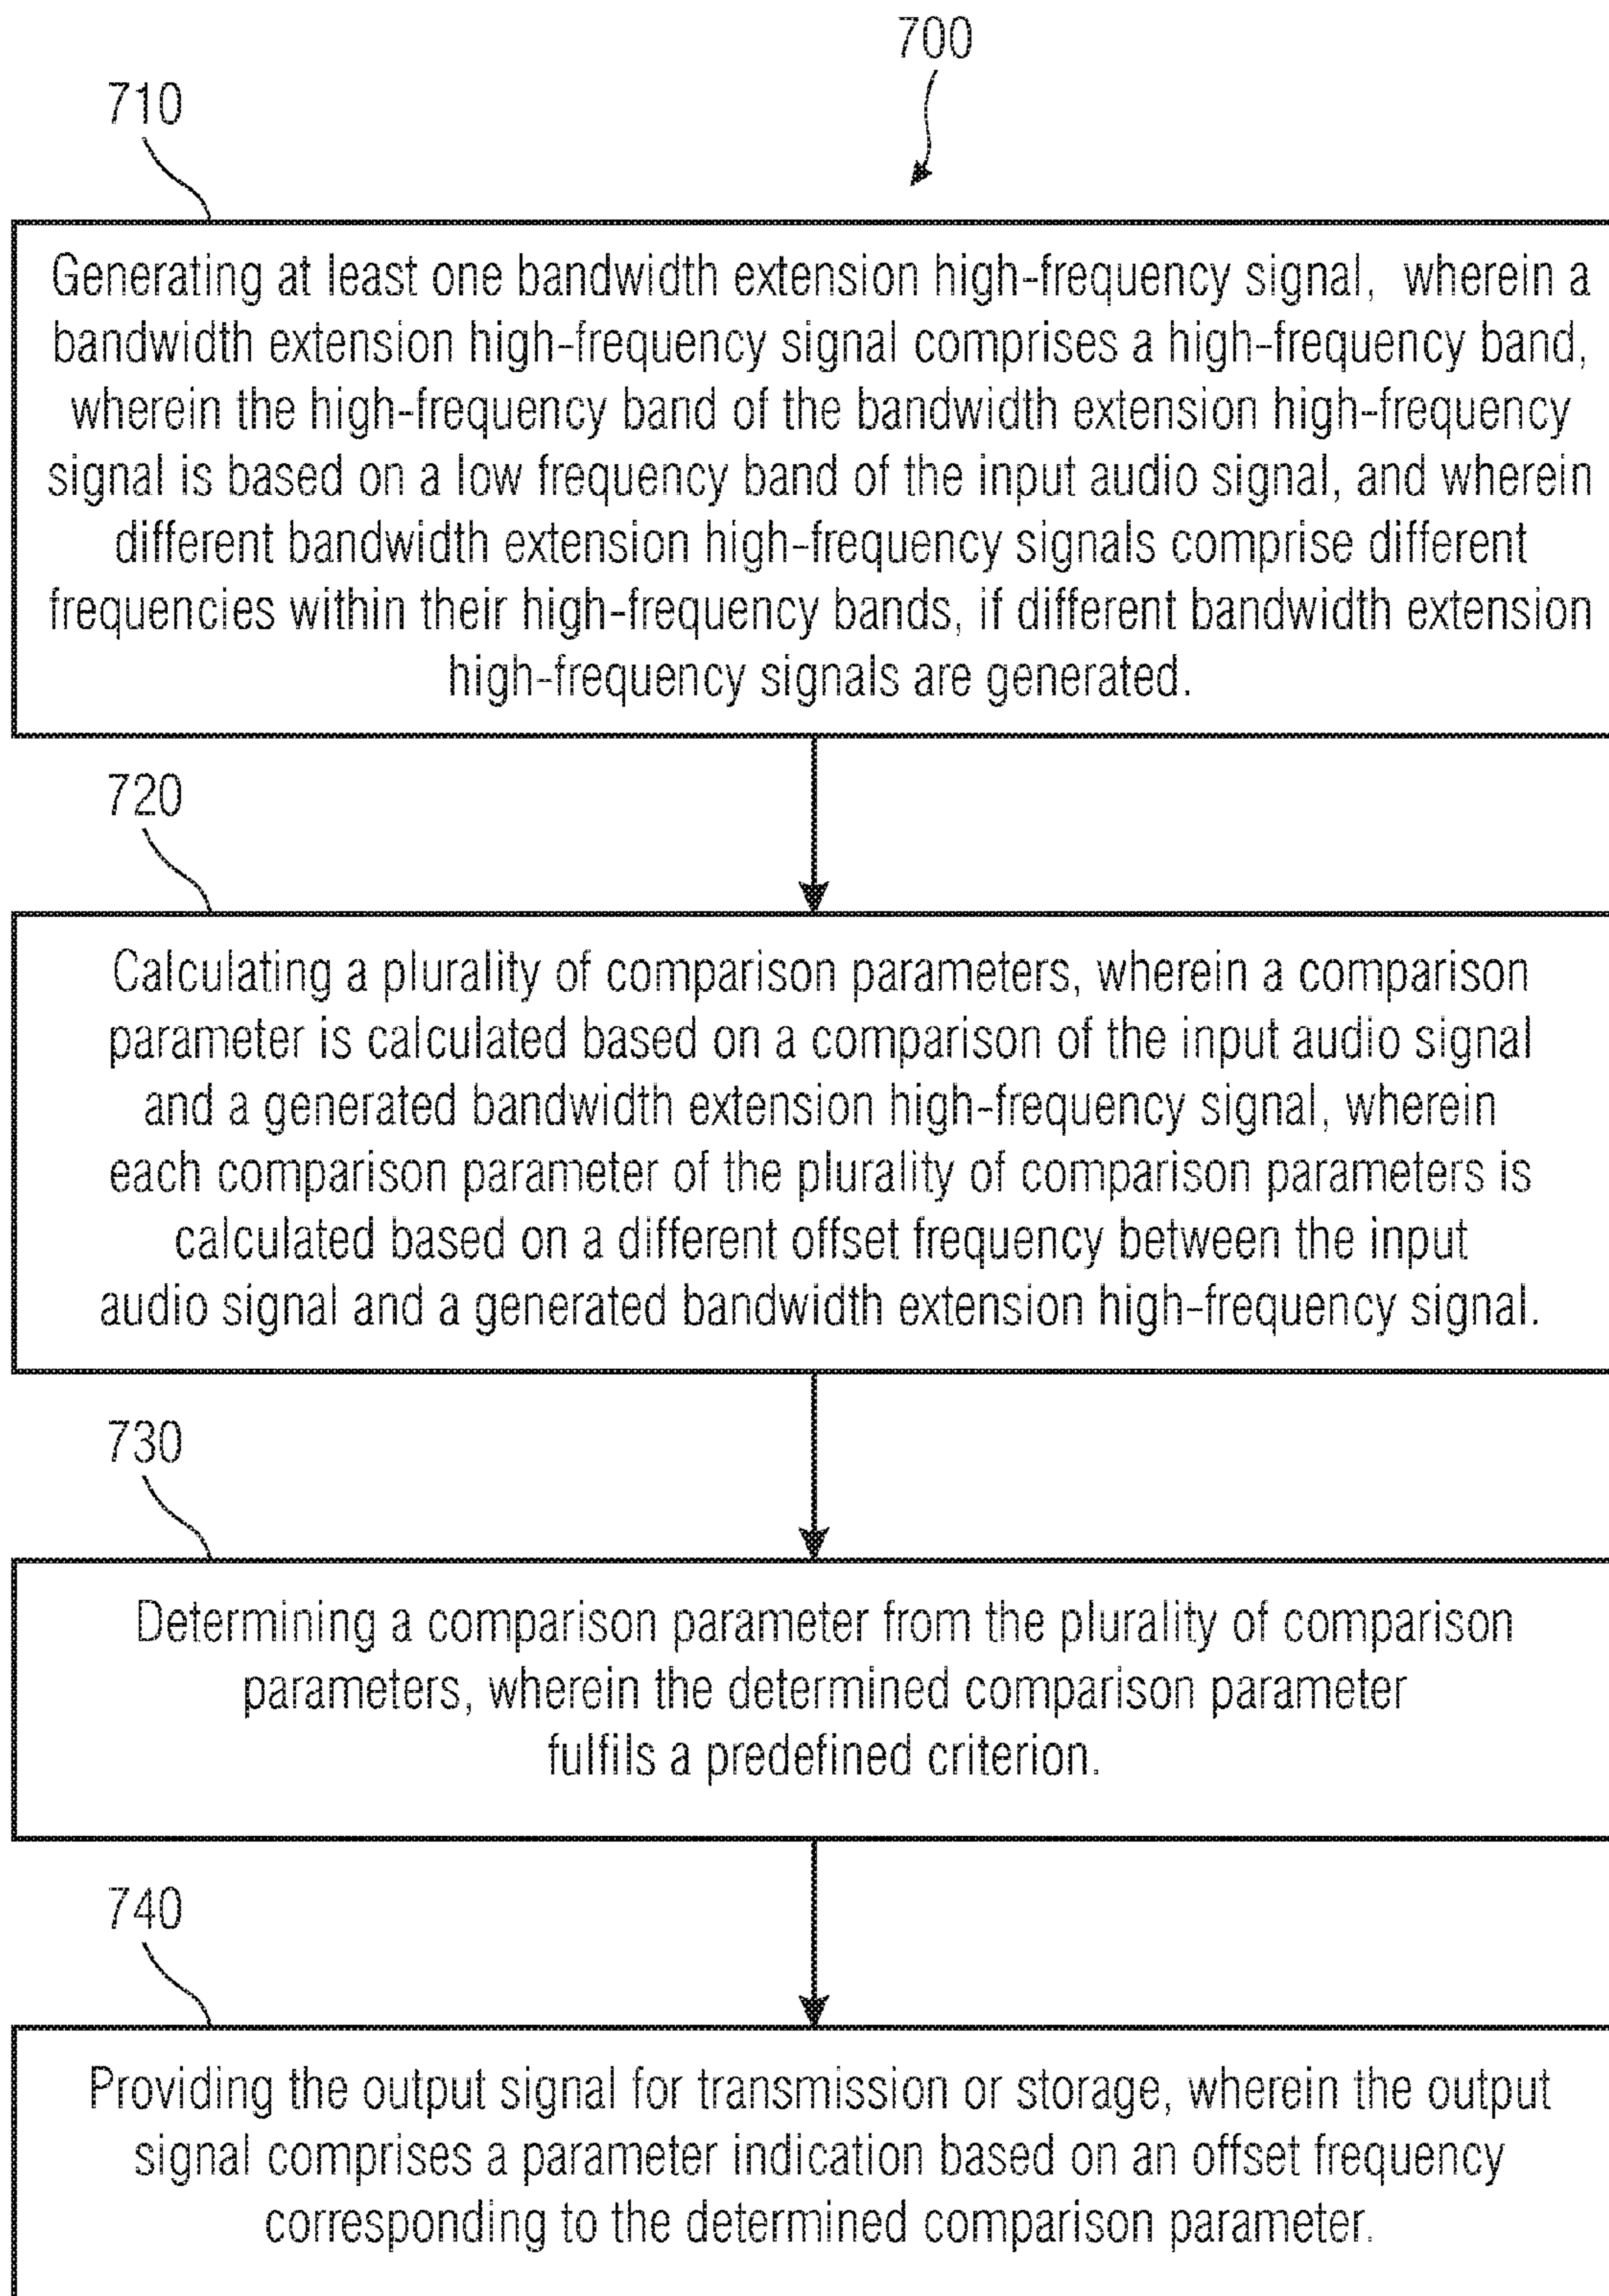 700
710
Generating at least one bandwidth extension high-frequency signal, wherein a
bandwidth extension high-frequency signal comprises a high-frequency band,
wherein the high-frequency band of the bandwidth extension high-frequency
signal is based on a low frequency band of the input audio signal, and wherein
different bandwidth extension high-frequency signals comprise different
frequencies within their high-frequency bands, if different bandwidth extension
high-frequency signals are generated.
720
Calculating a plurality of comparison parameters, wherein a comparison
parameter is calculated based on a comparison of the input audio signal
and a generated bandwidth extension high-frequency signal, wherein
each comparison parameter of the plurality of comparison parameters is
calculated based on a different offset frequency between the input
audio signal and a generated bandwidth extension high-frequency signal.
730
Determining a comparison parameter from the plurality of comparison
parameters, wherein the determined comparison parameter
fulfils a predefined criterion.
740
Providing the output signal for transmission or storage, wherein the output
signal comprises a parameter indication based on an offset frequency
corresponding to the determined comparison parameter.